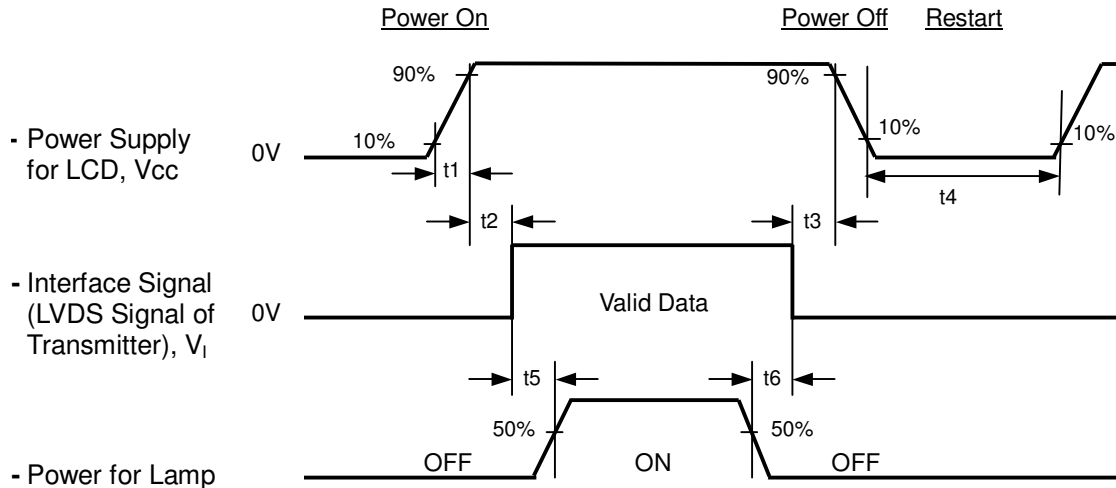 Power On
Power Off
Restart
90%
90%
- Power Supply
for LCD, Vcc
0V
10%
10%
10%
t1
t4
t2
t3
- Interface Signal
(LVDS Signal of
Transmitter), VI
0V
Valid Data
t5
t6
50%
50%
- Power for Lamp
OFF
ON
OFF